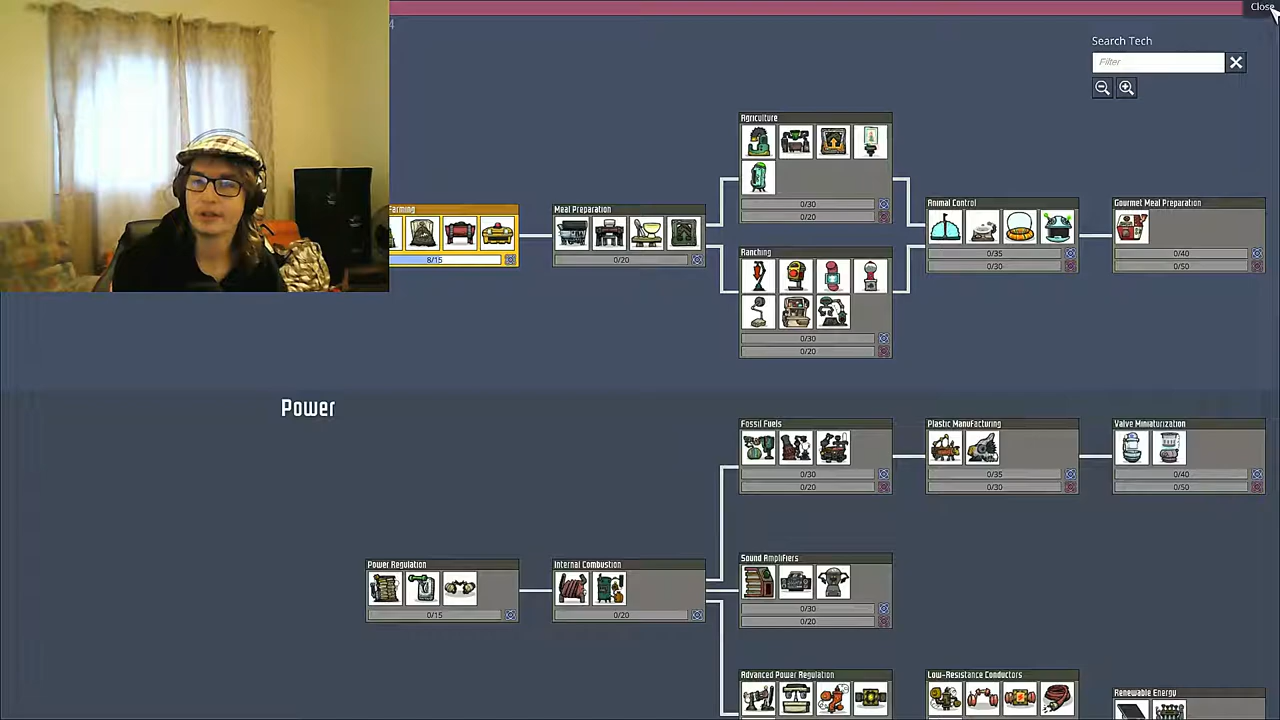 Close
4
Search Tech
Filter
Agriculture
0/30
0/20
Farming
8/15
Meal Preparation
0/20
Ranching
0/30
0/20
Animal Control
0/35
0/30
Gourmet Meal Preparation
0/40
0/50
Power
Fossil Fuels
0/30
0/20
Plastic Manufacturing
0/35
0/30
Valve Miniaturization
0/40
0/50
Power Regulation
0/15
Internal Combustion
0/20
Sound Amplifiers
0/30
0/20
Advanced Power Regulation
Low-Resistance Conductors
Renewable Energy